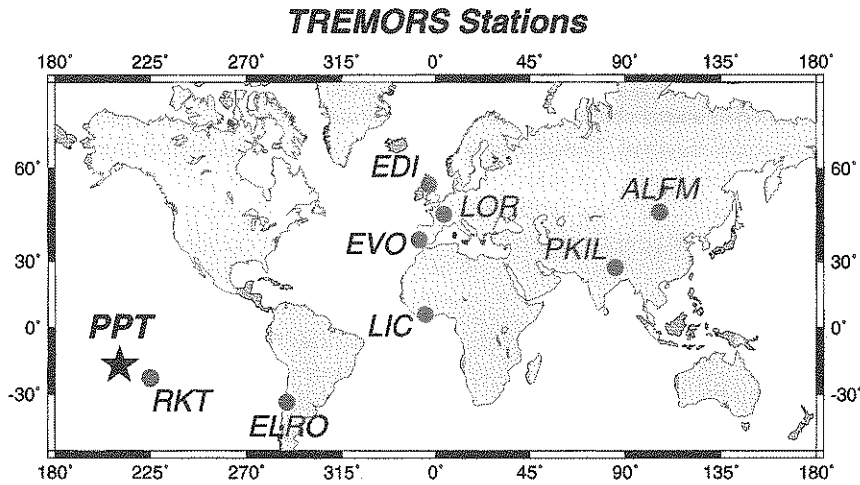 TREMORS Stations
180° 225° 270° 315° 0° 45° 90° 135° 180°
60° 60°
EDI
ALFM
LOR
EVO
PKIL
30° 30°
LIC
0° 0°
PPT
RKT
-30° -30°
ELRO
180° 225° 270° 315° 0° 45° 90° 135° 180°